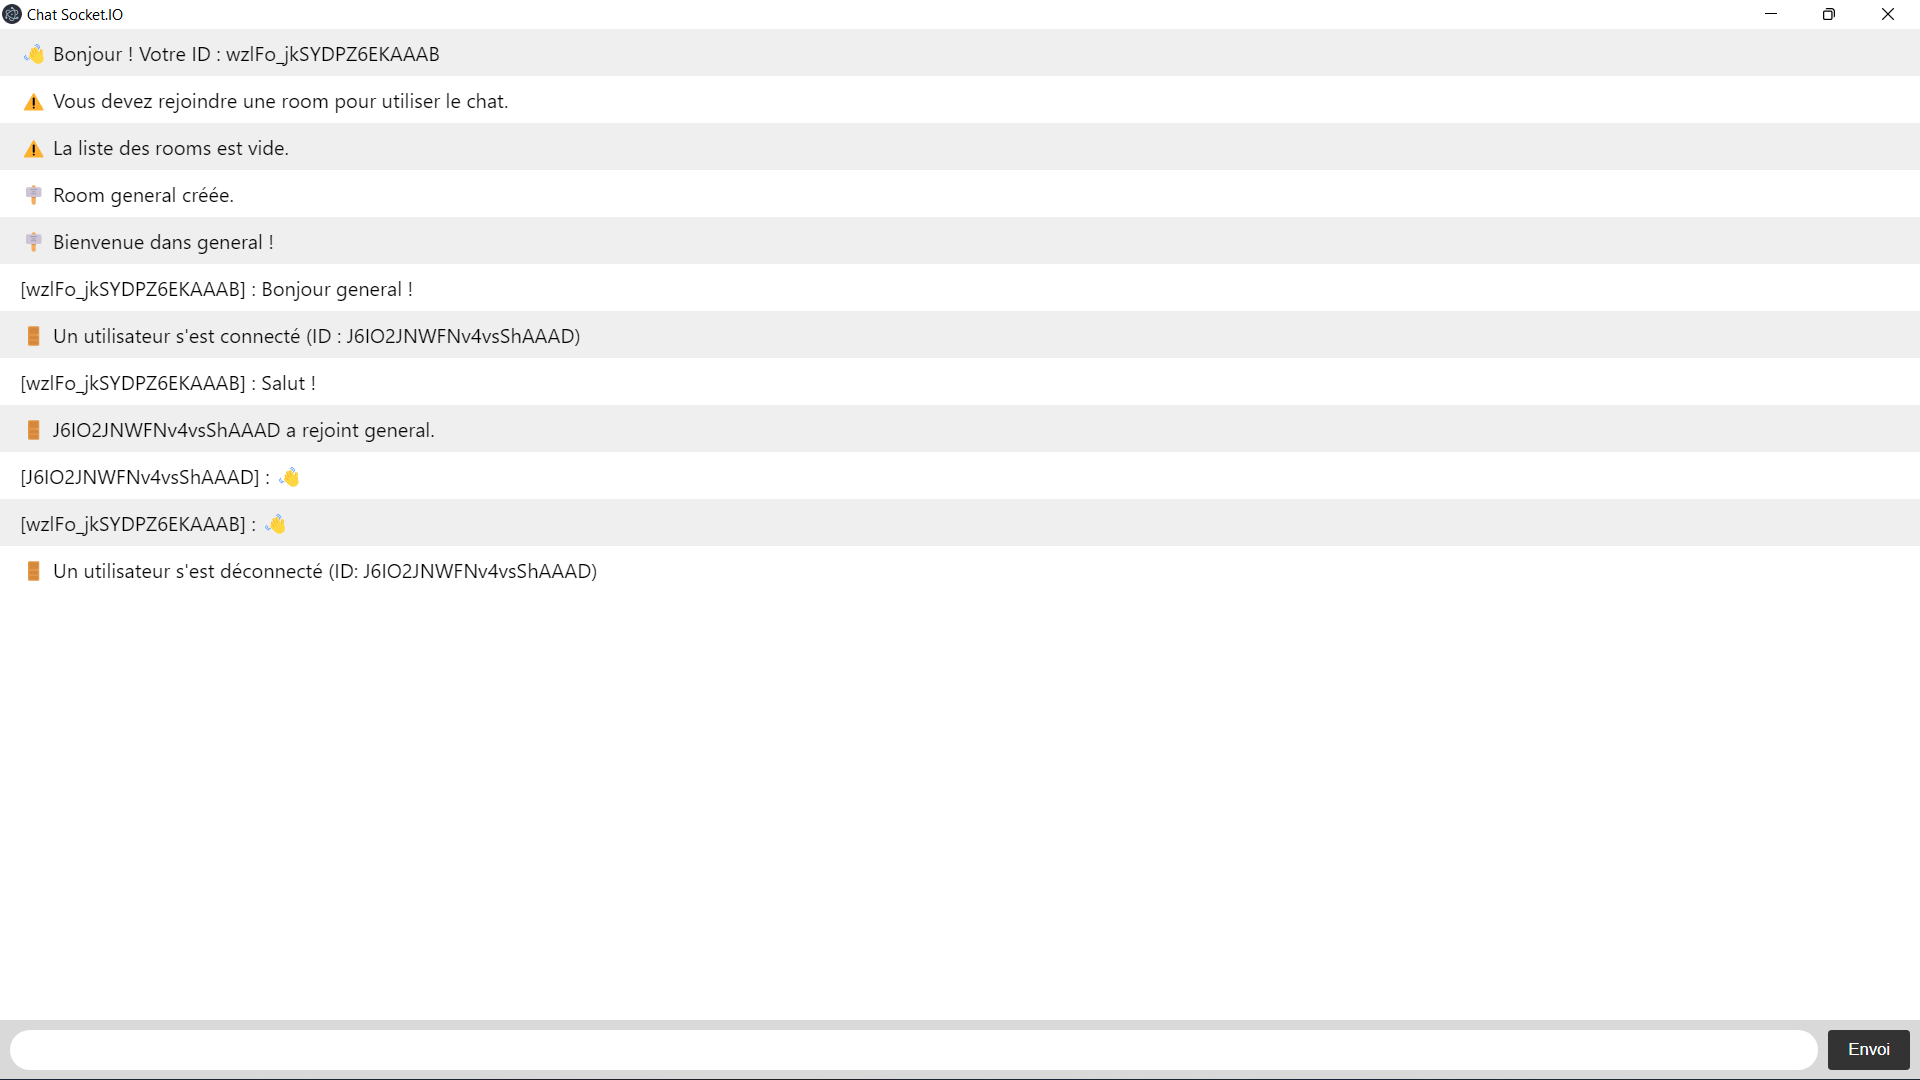 Chat Socket.IO
👋 Bonjour ! Votre ID : wzlFo_jkSYDPZ6EKAAAB
⚠️ Vous devez rejoindre une room pour utiliser le chat.
⚠️ La liste des rooms est vide.
🪧 Room general créée.
🪧 Bienvenue dans general !
[wzlFo_jkSYDPZ6EKAAAB] : Bonjour general !
🚪 Un utilisateur s'est connecté (ID : J6IO2JNWFNv4vsShAAAD)
[wzlFo_jkSYDPZ6EKAAAB] : Salut !
🚪 J6IO2JNWFNv4vsShAAAD a rejoint general.
[J6IO2JNWFNv4vsShAAAD] : 👋
[wzlFo_jkSYDPZ6EKAAAB] : 👋
🚪 Un utilisateur s'est déconnecté (ID: J6IO2JNWFNv4vsShAAAD)
Envoi